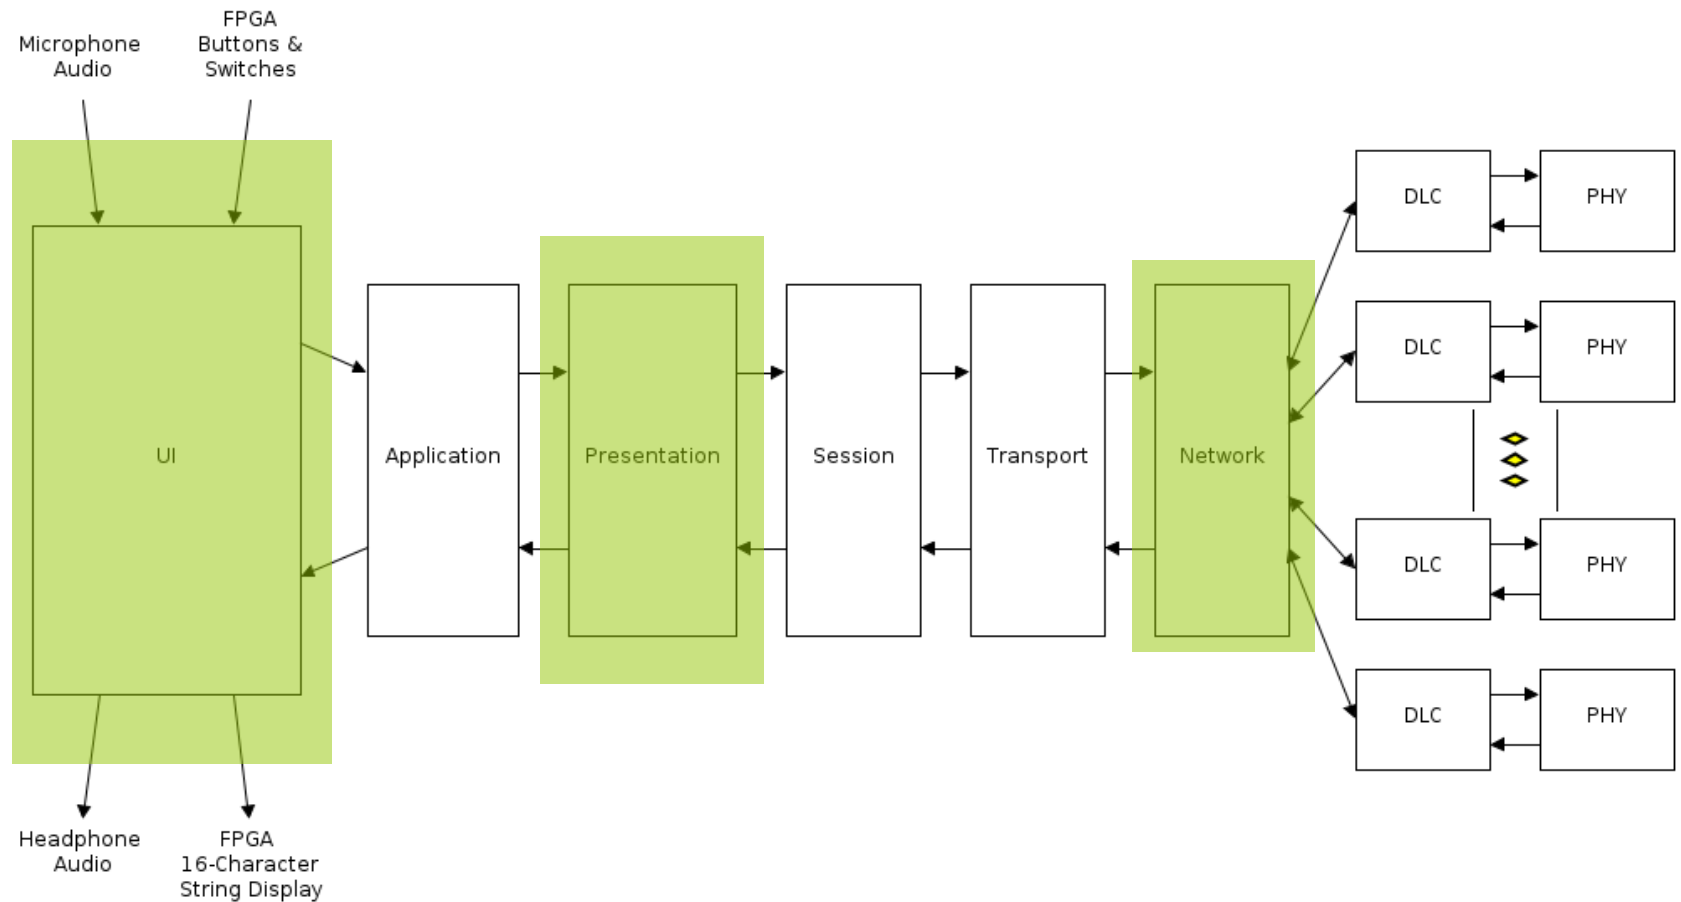 Microphone
Audio
FPGA
Buttons &
Switches
UI
Application
Presentation
Session
Transport
Network
DLC
PHY
DLC
PHY
DLC
PHY
DLC
PHY
Headphone
Audio
FPGA
16-Character
String Display